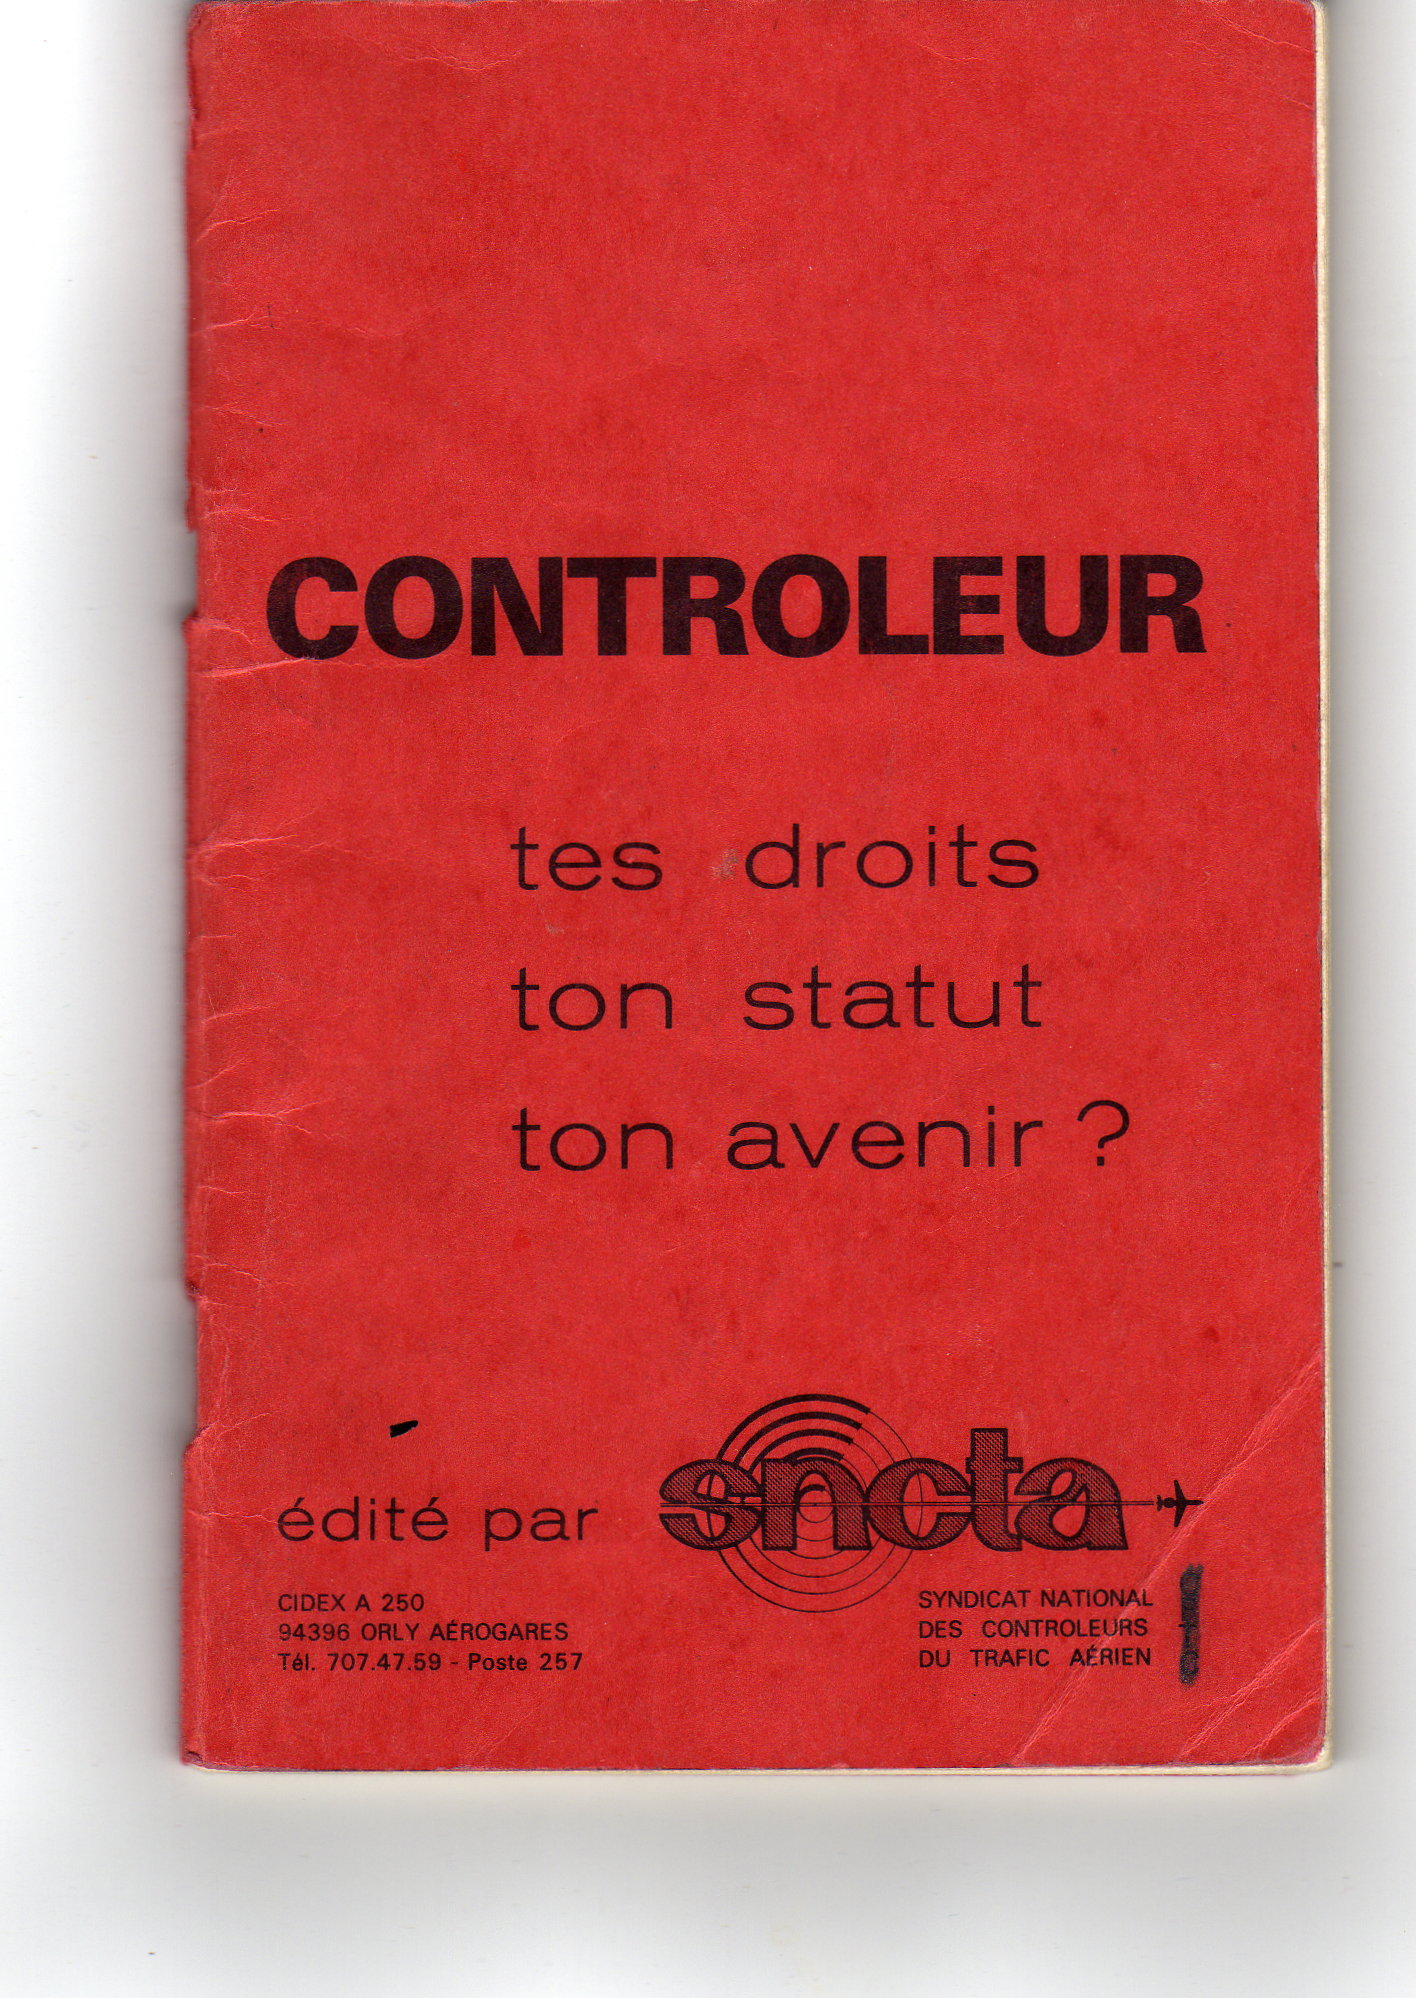 CONTROLEUR
tes droits
ton statut
ton avenir ?
édité par sncta
CIDEX A 250
94396 ORLY AÉROGARES
Tél. 707.47.59 - Poste 257
SYNDICAT NATIONAL
DES CONTROLEURS
DU TRAFIC AÉRIEN